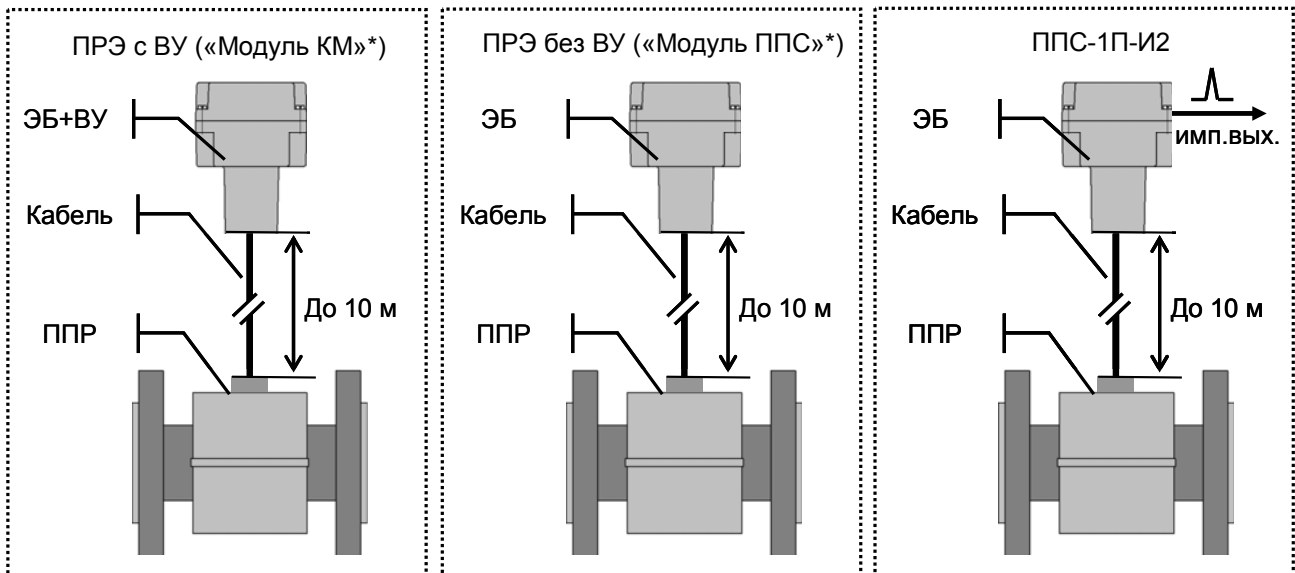 ПРЭ с ВУ («Модуль КМ»*)
ЭБ+ВУ
Кабель
До 10 м
ППР
ПРЭ без ВУ («Модуль ППС»*)
ЭБ
Кабель
До 10 м
ППР
ППС-1П-И2
ЭБ
имп.вых.
Кабель
До 10 м
ППР